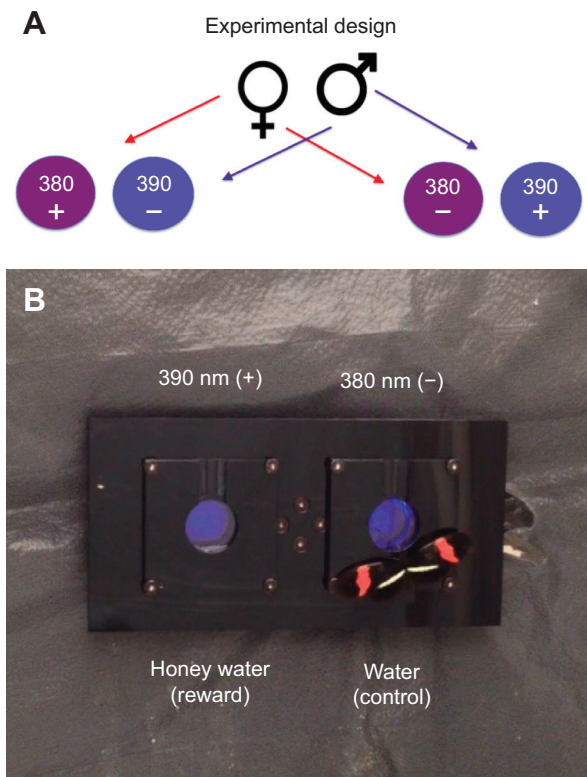 A
Experimental design
380 390 380 390
+ − − +
B
390 nm (+) 380 nm (−)
Honey water Water
(reward) (control)